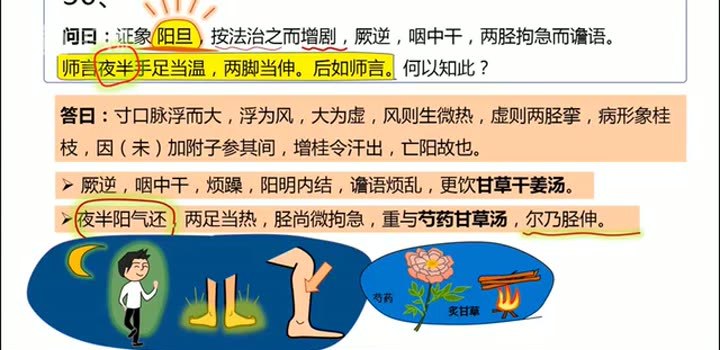 问曰：证象阳旦，按法治之而增剧，厥逆，咽中干，两胫拘急而谵语。
师言夜半手足当温，两脚当伸。后如师言。何以知此？
答曰：寸口脉浮而大，浮为风，大为虚，风则生微热，虚则两胫挛，病形象桂
枝，因（未）加附子参其间，增桂令汗出，亡阳故也。
➢ 厥逆，咽中干，烦躁，阳明内结，谵语烦乱，更饮甘草干姜汤。
➢ 夜半阳气还，两足当热，胫尚微拘急，重与芍药甘草汤，尔乃胫伸。
芍药
炙甘草